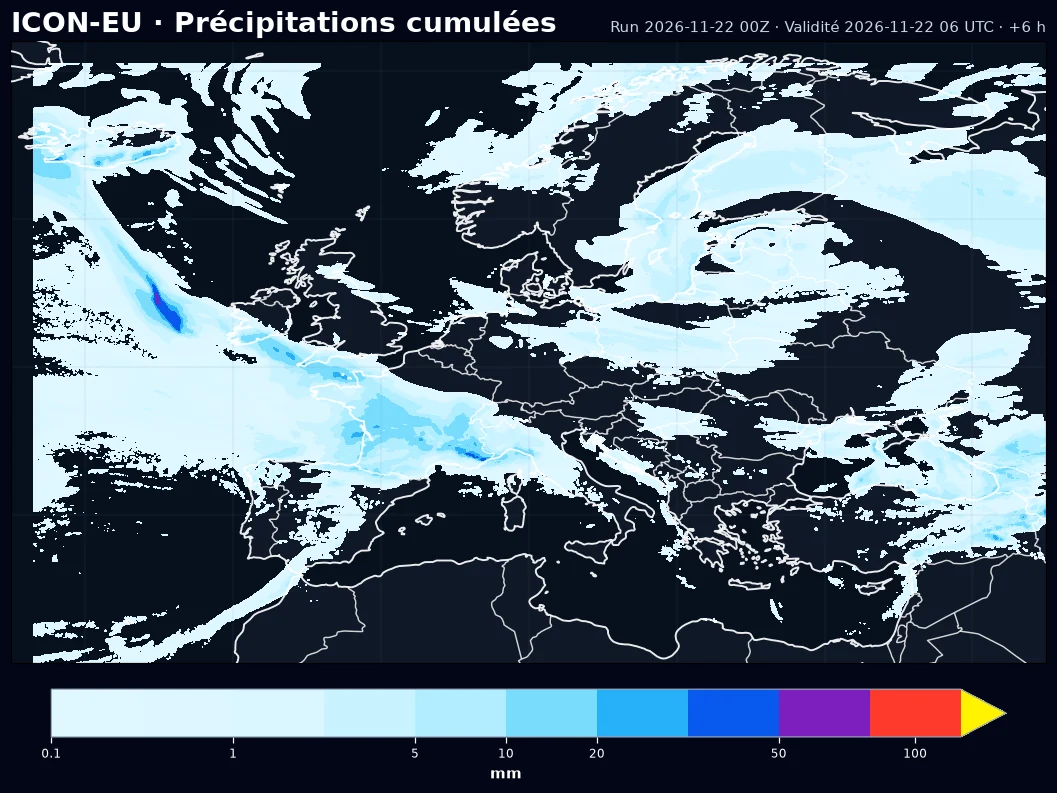 ICON-EU · Précipitations cumulées
Run 2026-11-22 00Z · Validité 2026-11-22 06 UTC · +6 h
0.1 1 5 10 20 50 100
mm